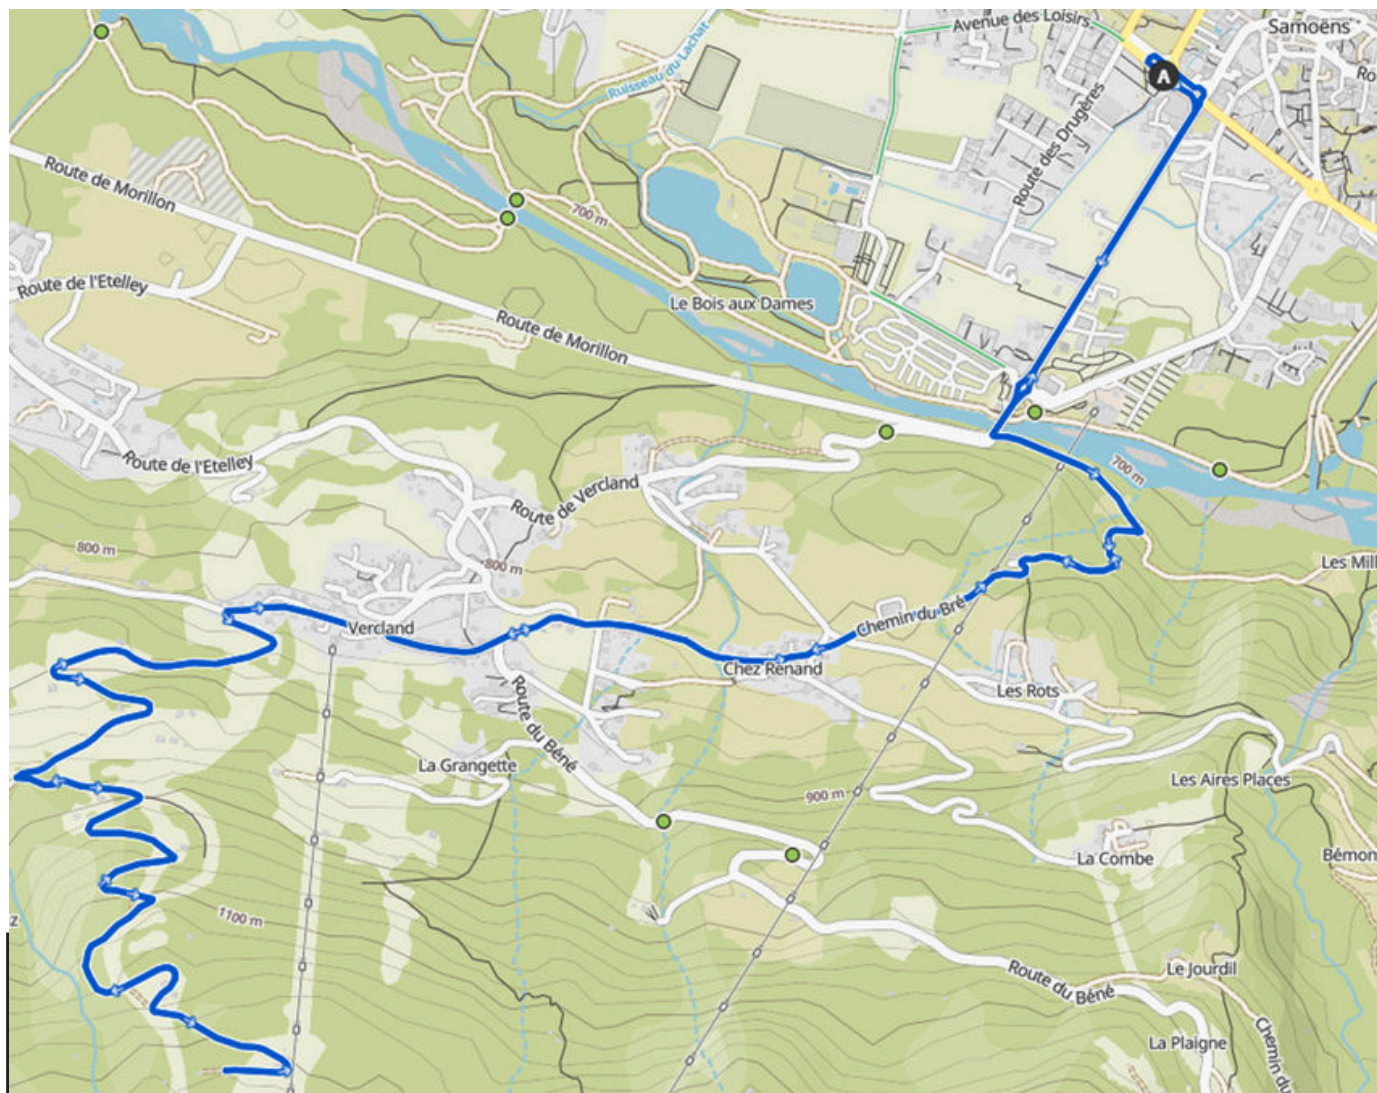 Avenue des Loisirs
Samoëns
A
Ro
Ruisseau du Lachat
Route des Drugères
Route de Morillon
700 m
Route de l'Etelley
Le Bois aux Dames
Route de Morillon
Route de l'Etelley
Route de Vercland
700 m
800 m
800 m
Les Mill
Chemin du Bré
Vercland
Chez Renand
Les Rots
Route du Béné
La Grangette
Les Aires Places
900 m
La Combe
Bémon
z
1100 m
Le Jourdil
Route du Béné
La Plaigne
Chemin du